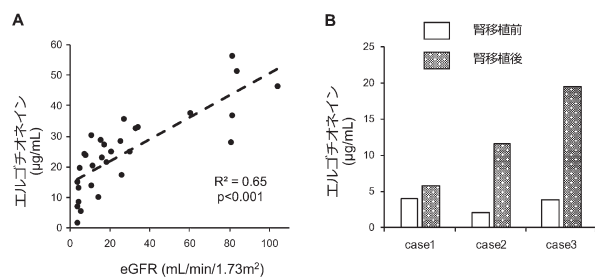 A
エルゴチオネイン
(μg/mL)
60
50
40
30
20
10
0
R² = 0.65
p<0.001
0 20 40 60 80 100
eGFR (mL/min/1.73m²)
B
腎移植前
腎移植後
エルゴチオネイン
(μg/mL)
25
20
15
10
5
0
case1 case2 case3